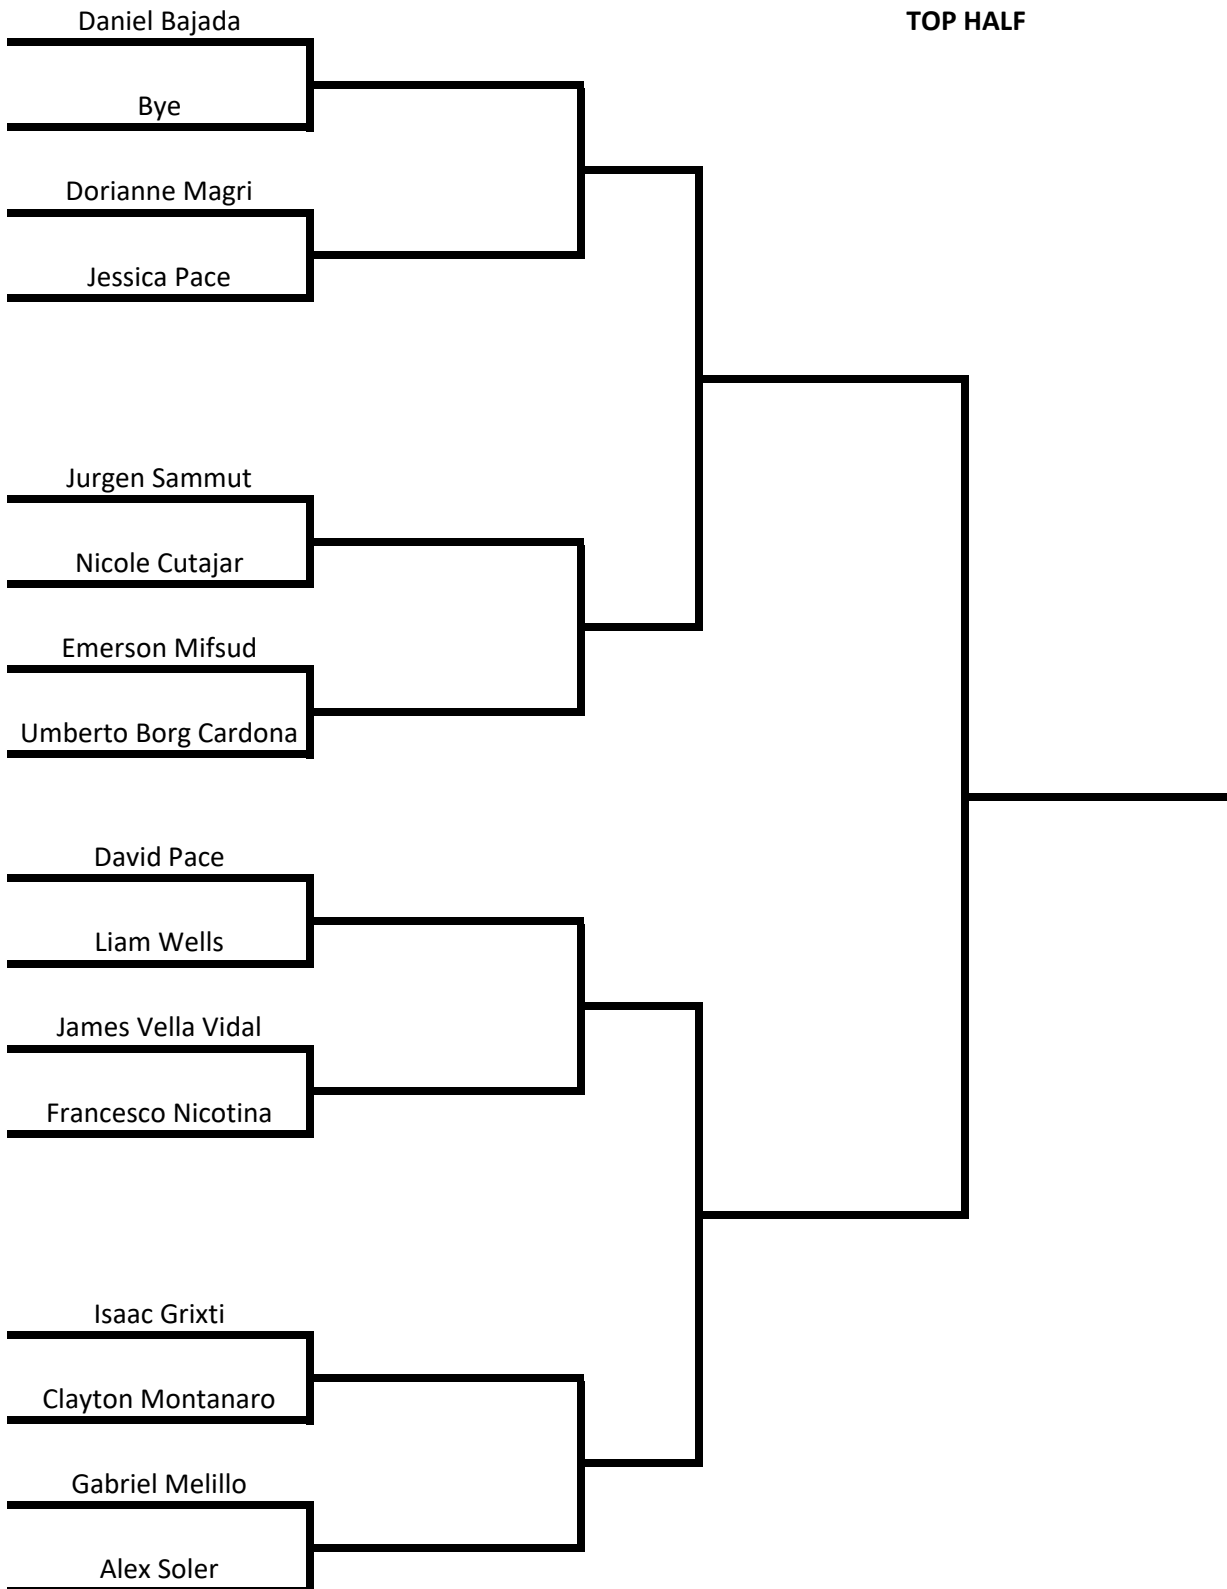 Daniel Bajada
TOP HALF
Bye
Dorianne Magri
Jessica Pace
Jurgen Sammut
Nicole Cutajar
Emerson Mifsud
Umberto Borg Cardona
David Pace
Liam Wells
James Vella Vidal
Francesco Nicotina
Isaac Grixti
Clayton Montanaro
Gabriel Melillo
Alex Soler